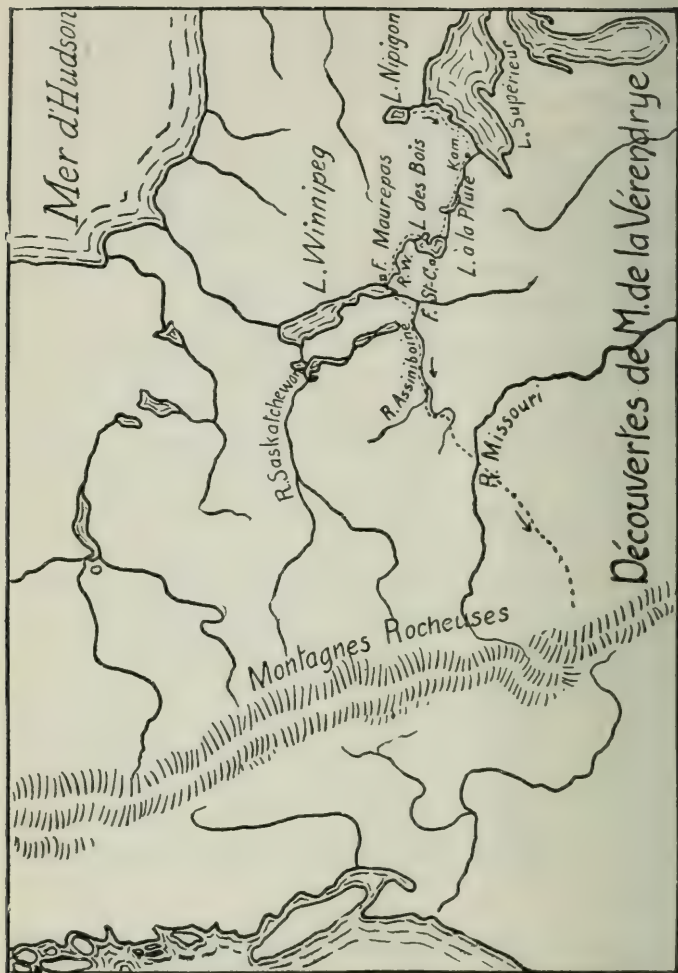 Mer d'Hudson
L. Winnipeg
F. Maurepas
L. Nipigon
R. W.
L. des Bois
Kam.
L. à la Pluie
L. Supérieur
F. St-C.
R. Assiniboine
R. Saskatchewan
R. Missouri
Montagnes Rocheuses
Découvertes de M. de la Vérendrye